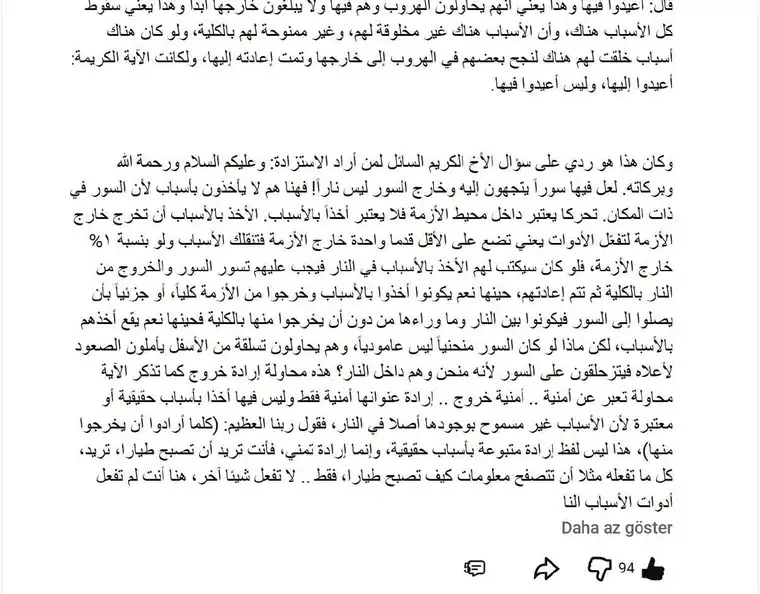 قال: أعيدوا فيها وهذا يعني أنهم يحاولون الهروب وهم فيها ولا يبلغون خارجها أبدا وهذا يعني سقوط
كل الأسباب هناك، وأن الأسباب هناك غير مخلوقة لهم، وغير ممنوحة لهم بالكلية، ولو كان هناك
أسباب خلقت لهم هناك لنجح بعضهم في الهروب إلى خارجها وتمت إعادته إليها، ولكانت الآية الكريمة:
أعيدوا إليها، وليس أعيدوا فيها.
وكان هذا هو ردي على سؤال الأخ الكريم السائل لمن أراد الاستزادة: وعليكم السلام ورحمة الله
وبركاته. لعل فيها سوراً يتجهون إليه وخارج السور ليس ناراً! فهنا هم لا يأخذون بأسباب لأن السور في
ذات المكان. تحركا يعتبر داخل محيط الأزمة فلا يعتبر أخذاً بالأسباب. الأخذ بالأسباب أن تخرج خارج
الأزمة لتفعّل الأدوات يعني تضع على الأقل قدما واحدة خارج الأزمة فتنقلك الأسباب ولو بنسبة ١%
خارج الأزمة، فلو كان سيكتب لهم الأخذ بالأسباب في النار فيجب عليهم تسور السور والخروج من
النار بالكلية ثم تتم إعادتهم، حينها نعم يكونوا أخذوا بالأسباب وخرجوا من الأزمة كلياً، أو جزئياً بأن
يصلوا إلى السور فيكونوا بين النار وما وراءها من دون أن يخرجوا منها بالكلية فحينها نعم يقع أخذهم
بالأسباب، لكن ماذا لو كان السور منحنياً ليس عامودياً، وهم يحاولون تسلقة من الأسفل يأملون الصعود
لأعلاه فيتزحلقون على السور لأنه منحن وهم داخل النار؟ هذه محاولة إرادة خروج كما تذكر الآية
محاولة تعبر عن أمنية .. أمنية خروج .. إرادة عنوانها أمنية فقط وليس فيها أخذا بأسباب حقيقية أو
معتبرة لأن الأسباب غير مسموح بوجودها أصلا في النار، فقول ربنا العظيم: (كلما أرادوا أن يخرجوا
منها)، هذا ليس لفظ إرادة متبوعة بأسباب حقيقية، وإنما إرادة تمني، فأنت تريد أن تصبح طيارا، تريد،
كل ما تفعله مثلا أن تتصفح معلومات كيف تصبح طيارا، فقط .. لا تفعل شيئا آخر، هنا أنت لم تفعل
أدوات الأسباب النا
Daha az göster
94